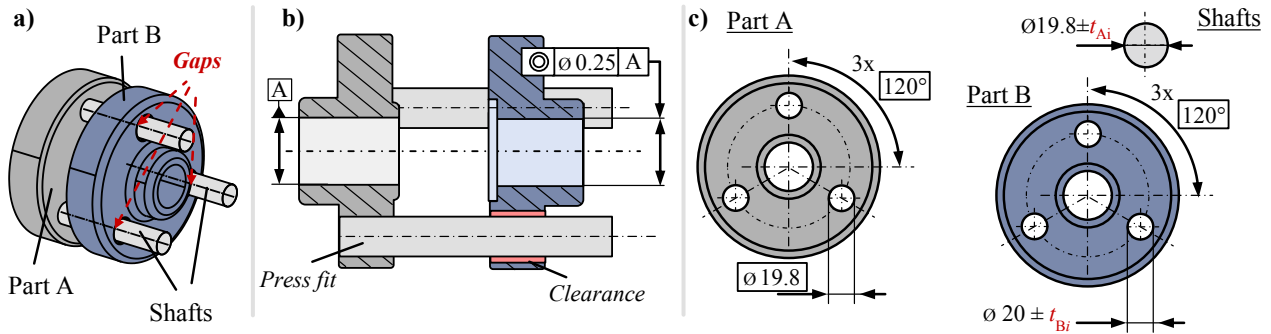 a)
Part B
Gaps
Part A
Shafts
b)
A
⌾ ø 0.25 A
Press fit
Clearance
c)
Part A
3x
120°
ø 19.8
ø19.8±tAi
Shafts
Part B
3x
120°
ø 20 ± tBi